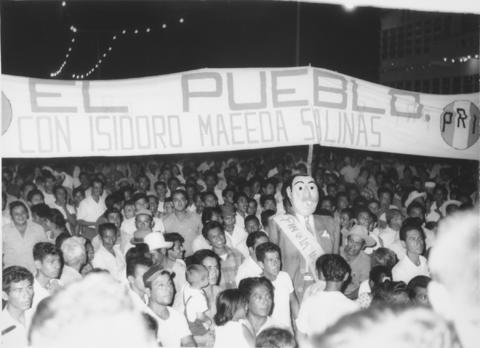 EL PUEBLO.
CON ISIDORO MAEEDA SALINAS
PRI